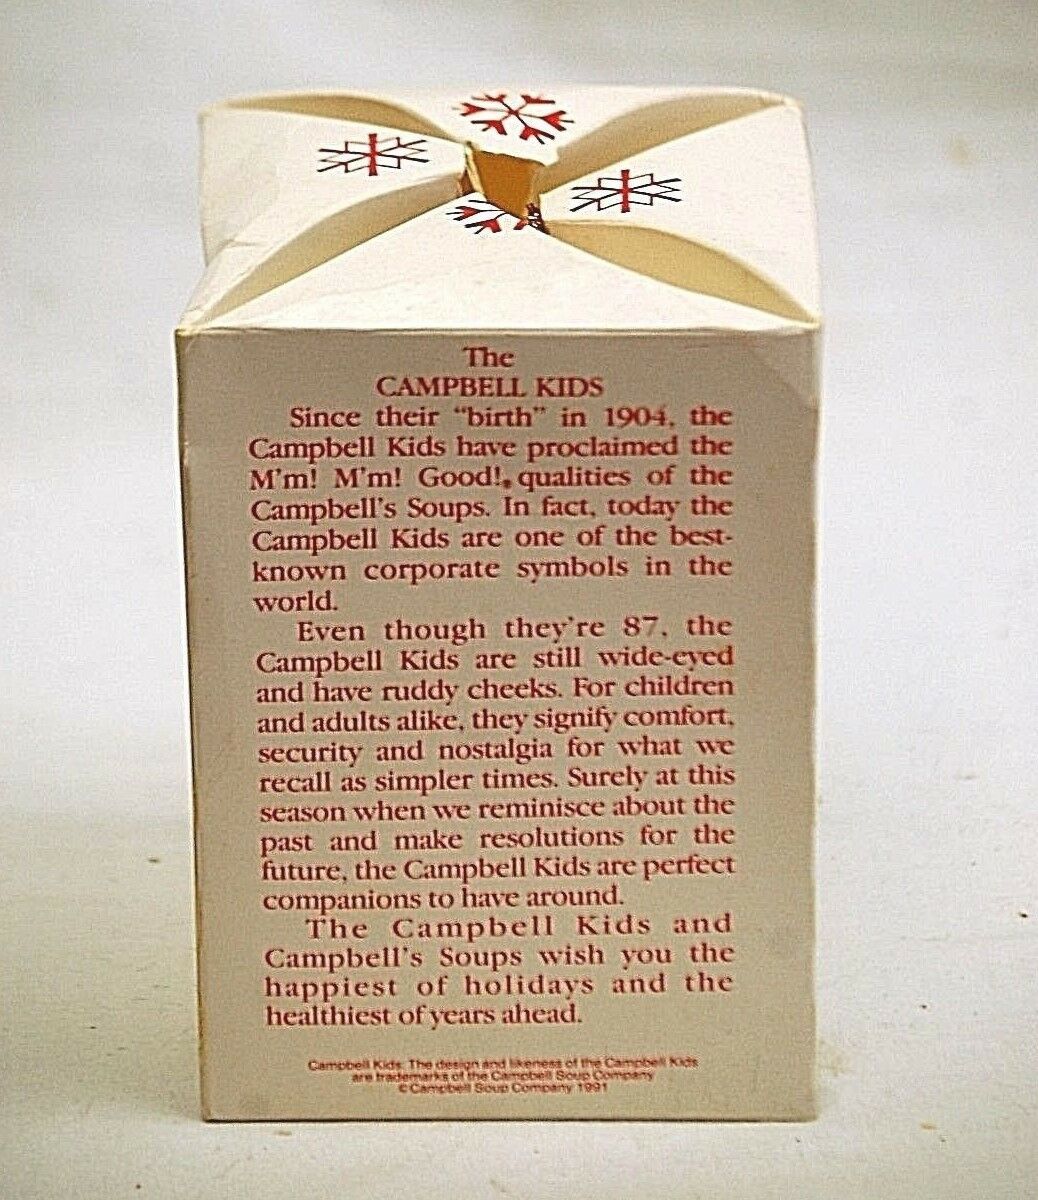 The
CAMPBELL KIDS
Since their "birth" in 1904, the
Campbell Kids have proclaimed the
M'm! M'm! Good!® qualities of the
Campbell's Soups. In fact, today the
Campbell Kids are one of the best-
known corporate symbols in the
world.
Even though they're 87, the
Campbell Kids are still wide-eyed
and have ruddy cheeks. For children
and adults alike, they signify comfort,
security and nostalgia for what we
recall as simpler times. Surely at this
season when we reminisce about the
past and make resolutions for the
future, the Campbell Kids are perfect
companions to have around.
The Campbell Kids and
Campbell's Soups wish you the
happiest of holidays and the
healthiest of years ahead.
Campbell Kids: The design and likeness of the Campbell Kids
are trademarks of the Campbell Soup Company
©Campbell Soup Company 1991